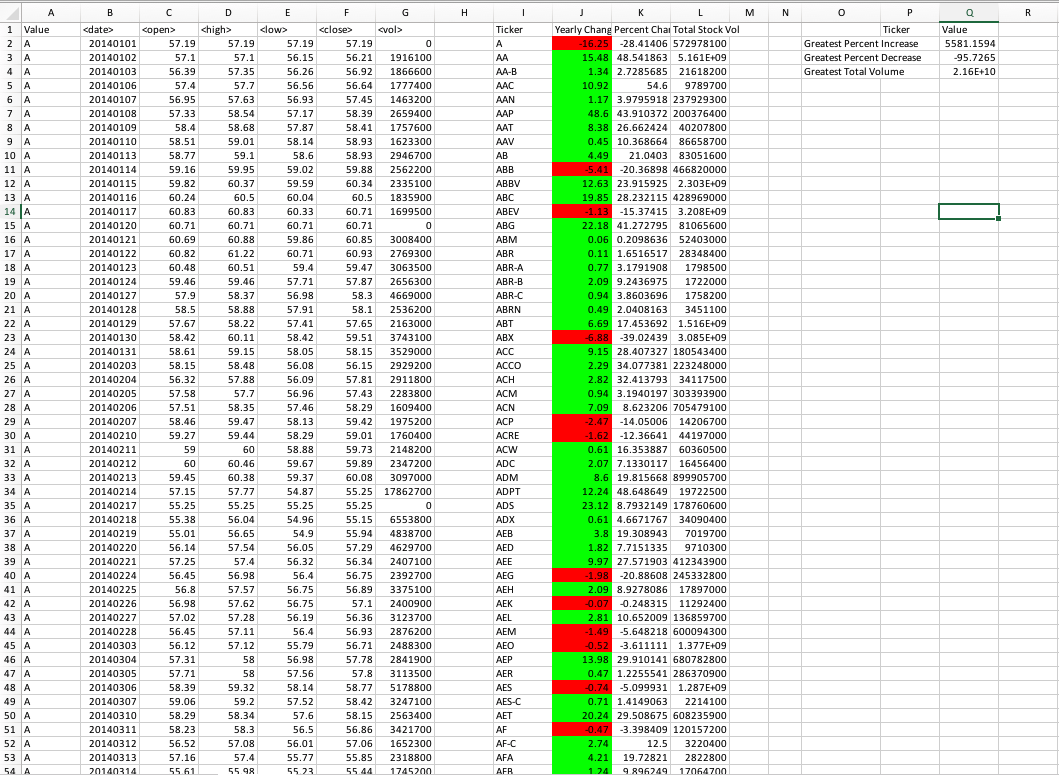 A B C D E F G H I J K L M N O P Q R
1 Value <date> <open> <high> <low> <close> <vol> Ticker Yearly Chang Percent Chan Total Stock Vol Ticker Value
2 A 20140101 57.19 57.19 57.19 57.19 0 A -16.25 -28.41406 572978100 Greatest Percent Increase 5581.1594
3 A 20140102 57.1 57.1 56.15 56.21 1916100 AA 15.48 48.541863 5.161E+09 Greatest Percent Decrease -95.7265
4 A 20140103 56.39 57.35 56.26 56.92 1866600 AA-B 1.34 2.7285685 21618200 Greatest Total Volume 2.16E+10
5 A 20140106 57.4 57.7 56.56 56.64 1777400 AAC 10.92 54.6 9789700
6 A 20140107 56.95 57.63 56.93 57.45 1463200 AAN 1.17 3.9795918 237929300
7 A 20140108 57.33 58.54 57.17 58.39 2659400 AAP 48.6 43.910372 200376400
8 A 20140109 58.4 58.68 57.87 58.41 1757600 AAT 8.38 26.662424 40207800
9 A 20140110 58.51 59.01 58.14 58.93 1623300 AAV 0.45 10.368664 86658700
10 A 20140113 58.77 59.1 58.6 58.93 2946700 AB 4.49 21.0403 83051600
11 A 20140114 59.16 59.95 59.02 59.88 2562200 ABB -5.41 -20.36898 466820000
12 A 20140115 59.82 60.37 59.59 60.34 2335100 ABBV 12.63 23.915925 2.303E+09
13 A 20140116 60.24 60.5 60.04 60.5 1835900 ABC 19.85 28.232115 428969000
14 A 20140117 60.83 60.83 60.33 60.71 1699500 ABEV -1.13 -15.37415 3.208E+09
15 A 20140120 60.71 60.71 60.71 60.71 0 ABG 22.18 41.272795 81065600
16 A 20140121 60.69 60.88 59.86 60.85 3008400 ABM 0.06 0.2098636 52403000
17 A 20140122 60.82 61.22 60.71 60.93 2769300 ABR 0.11 1.6516517 28348400
18 A 20140123 60.48 60.51 59.4 59.47 3063500 ABR-A 0.77 3.1791908 1798500
19 A 20140124 59.46 59.46 57.71 57.87 2656300 ABR-B 2.09 9.2436975 1722000
20 A 20140127 57.9 58.37 56.98 58.3 4669000 ABR-C 0.94 3.8603696 1758200
21 A 20140128 58.5 58.88 57.91 58.1 2536200 ABRN 0.49 2.0408163 3451100
22 A 20140129 57.67 58.22 57.41 57.65 2163000 ABT 6.69 17.453692 1.516E+09
23 A 20140130 58.42 60.11 58.42 59.51 3743100 ABX -6.88 -39.02439 3.085E+09
24 A 20140131 58.61 59.15 58.05 58.15 3529000 ACC 9.15 28.407327 180543400
25 A 20140203 58.15 58.48 56.08 56.15 2929200 ACCO 2.29 34.077381 223248000
26 A 20140204 56.32 57.88 56.09 57.81 2911800 ACH 2.82 32.413793 34117500
27 A 20140205 57.58 57.7 56.96 57.43 2283800 ACM 0.94 3.1940197 303393900
28 A 20140206 57.51 58.35 57.46 58.29 1609400 ACN 7.09 8.623206 705479100
29 A 20140207 58.46 59.47 58.13 59.42 1975200 ACP -2.47 -14.05006 14206700
30 A 20140210 59.27 59.44 58.29 59.01 1760400 ACRE -1.62 -12.36641 44197000
31 A 20140211 59 60 58.88 59.73 2148200 ACW 0.61 16.353887 60360500
32 A 20140212 60 60.46 59.67 59.89 2347200 ADC 2.07 7.1330117 16456400
33 A 20140213 59.45 60.38 59.37 60.08 3097000 ADM 8.6 19.815668 899905700
34 A 20140214 57.15 57.77 54.87 55.25 17862700 ADPT 12.24 48.648649 19722500
35 A 20140217 55.25 55.25 55.25 55.25 0 ADS 23.12 8.7932149 178760600
36 A 20140218 55.38 56.04 54.96 55.15 6553800 ADX 0.61 4.6671767 34090400
37 A 20140219 55.01 56.65 54.9 55.94 4838700 AEB 3.8 19.308943 7019700
38 A 20140220 56.14 57.54 56.05 57.29 4629700 AED 1.82 7.7151335 9710300
39 A 20140221 57.25 57.4 56.32 56.34 2407100 AEE 9.97 27.571903 412343900
40 A 20140224 56.45 56.98 56.4 56.75 2392700 AEG -1.98 -20.88608 245332800
41 A 20140225 56.8 57.57 56.75 56.89 3375100 AEH 2.09 8.9278086 17897000
42 A 20140226 56.98 57.62 56.75 57.1 2400900 AEK -0.07 -0.248315 11292400
43 A 20140227 57.02 57.28 56.19 56.36 3123700 AEL 2.81 10.652009 136859700
44 A 20140228 56.45 57.11 56.4 56.93 2876200 AEM -1.49 -5.648218 600094300
45 A 20140303 56.12 57.12 55.79 56.71 2488300 AEO -0.52 -3.611111 1.377E+09
46 A 20140304 57.31 58 56.98 57.78 2841900 AEP 13.98 29.910141 680782800
47 A 20140305 57.71 58 57.56 57.8 3113500 AER 0.47 1.2255541 286370900
48 A 20140306 58.39 59.32 58.14 58.77 5178800 AES -0.74 -5.099931 1.287E+09
49 A 20140307 59.06 59.2 57.52 58.42 3247100 AES-C 0.71 1.4149063 2214100
50 A 20140310 58.29 58.34 57.6 58.15 2563400 AET 20.24 29.508675 608235900
51 A 20140311 58.23 58.3 56.5 56.86 3421700 AF -0.47 -3.398409 120157200
52 A 20140312 56.52 57.08 56.01 57.06 1652300 AF-C 2.74 12.5 3220400
53 A 20140313 57.16 57.4 55.77 55.85 2318800 AFA 4.21 19.72821 2822800
54 A 20140314 55.61 55.98 55.23 55.44 1745200 AFB 1.24 9.896249 17064700